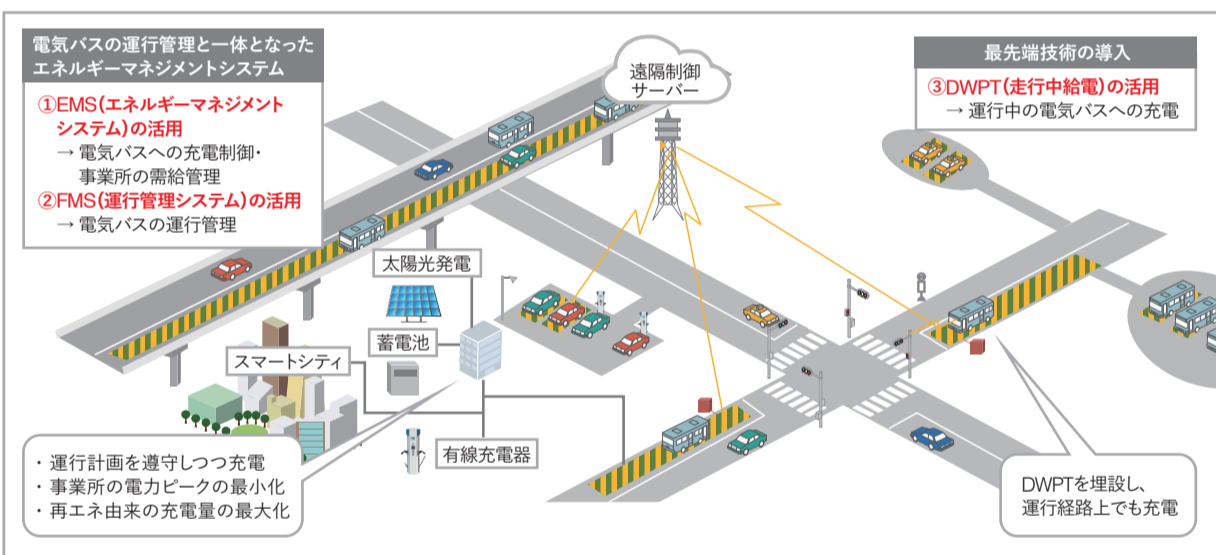 電気バスの運行管理と一体となった
エネルギーマネジメントシステム
①EMS(エネルギーマネジメント
システム)の活用
→ 電気バスへの充電制御・
事業所の需給管理
②FMS(運行管理システム)の活用
→ 電気バスの運行管理
遠隔制御
サーバー
最先端技術の導入
③DWPT(走行中給電)の活用
→ 運行中の電気バスへの充電
太陽光発電
蓄電池
スマートシティ
有線充電器
・運行計画を遵守しつつ充電
・事業所の電力ピークの最小化
・再エネ由来の充電量の最大化
DWPTを埋設し、
運行経路上でも充電